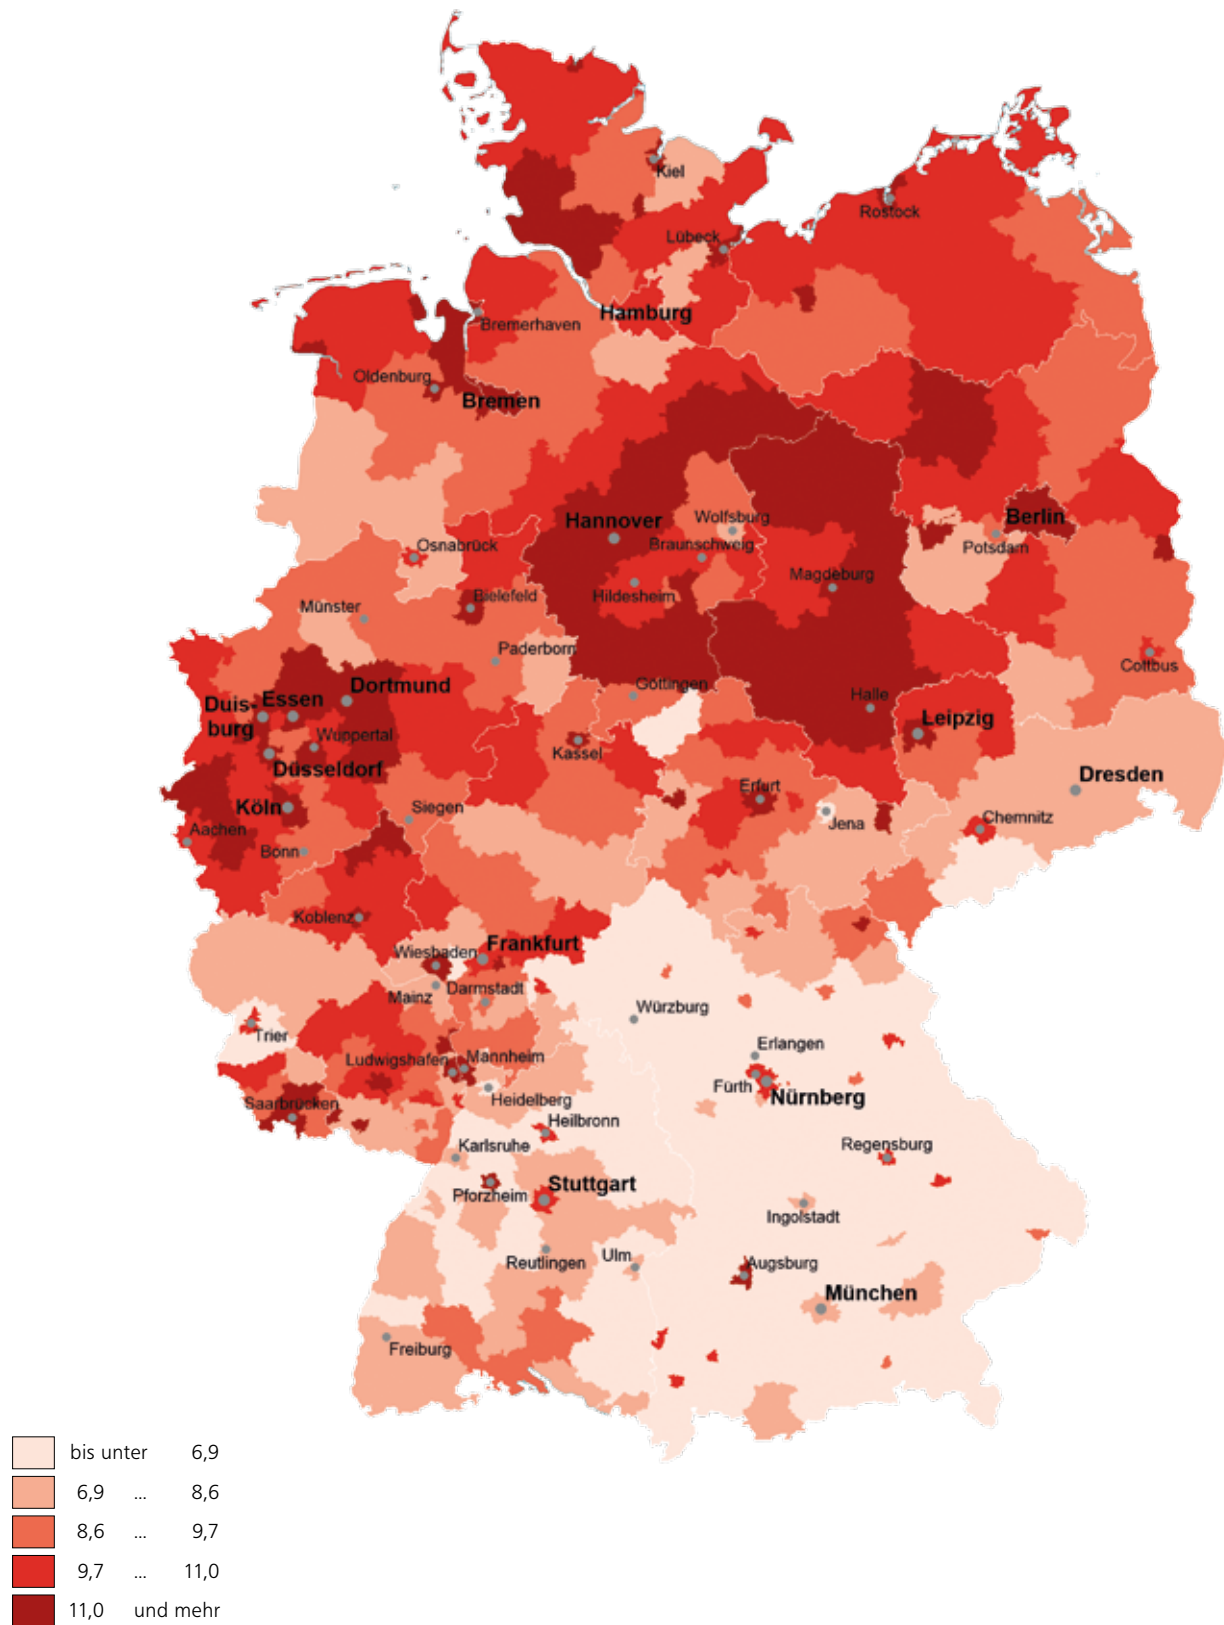 Kiel
Rostock
Lübeck
Hamburg
Bremerhaven
Oldenburg
Bremen
Hannover
Wolfsburg
Berlin
Osnabrück
Braunschweig
Potsdam
Magdeburg
Hildesheim
Bielefeld
Münster
Paderborn
Cottbus
Göttingen
Halle
Dortmund
Essen
Duis-
burg
Leipzig
Wuppertal
Kassel
Düsseldorf
Dresden
Erfurt
Köln
Siegen
Jena
Chemnitz
Aachen
Bonn
Koblenz
Frankfurt
Wiesbaden
Mainz
Darmstadt
Würzburg
Trier
Erlangen
Ludwigshafen
Mannheim
Fürth
Nürnberg
Saarbrücken
Heidelberg
Heilbronn
Karlsruhe
Regensburg
Stuttgart
Pforzheim
Ingolstadt
Reutlingen
Ulm
Augsburg
München
Freiburg
bis unter 6,9
6,9 ... 8,6
8,6 ... 9,7
9,7 ... 11,0
11,0 und mehr